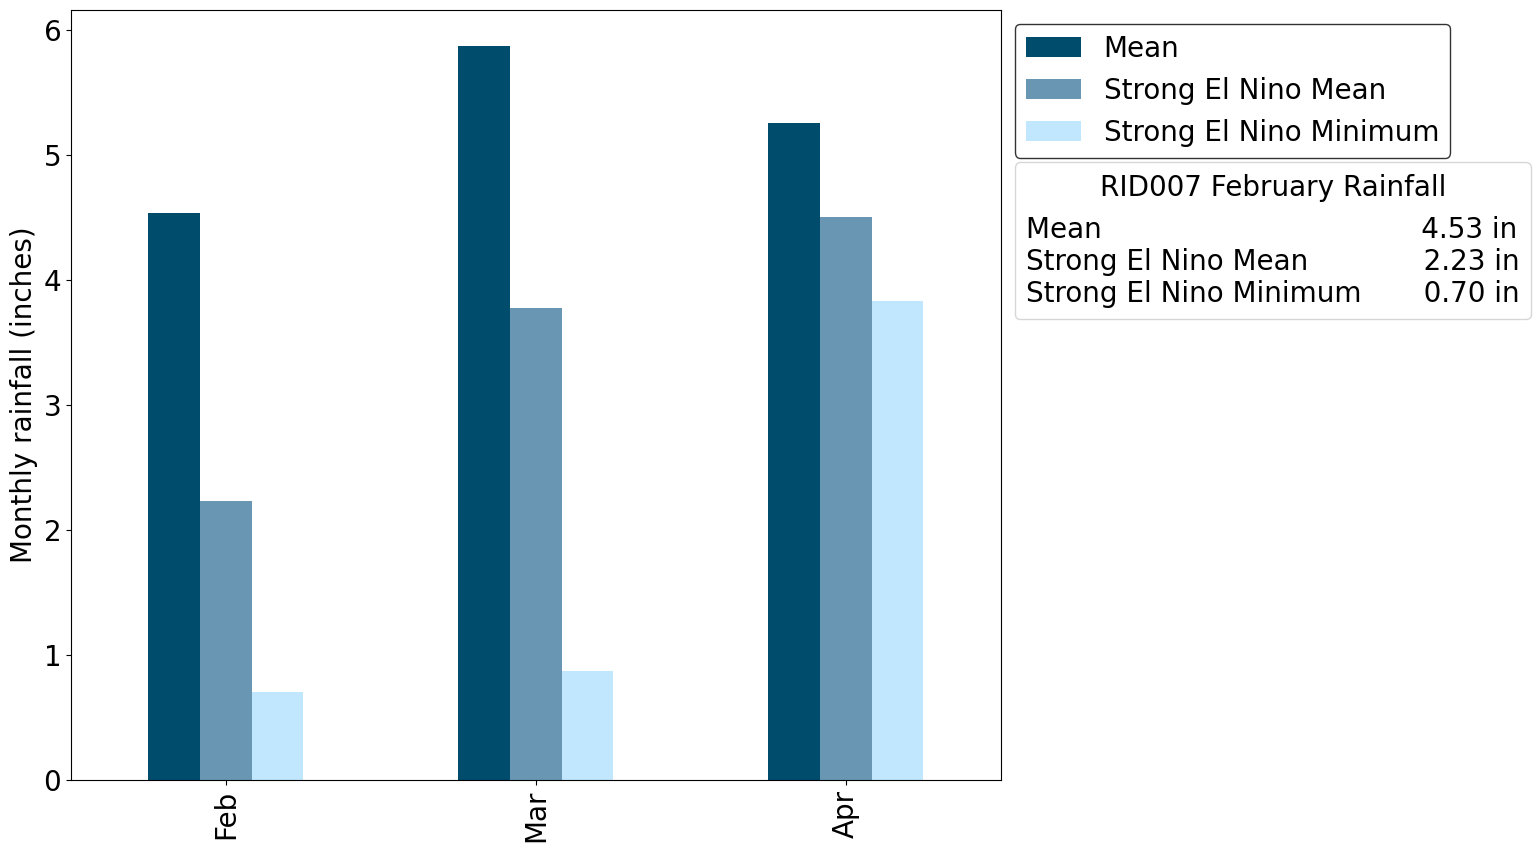 6
5
4
3
2
1
0
Monthly rainfall (inches)
Feb
Mar
Apr
Mean
Strong El Nino Mean
Strong El Nino Minimum
RID007 February Rainfall
Mean 4.53 in
Strong El Nino Mean 2.23 in
Strong El Nino Minimum 0.70 in